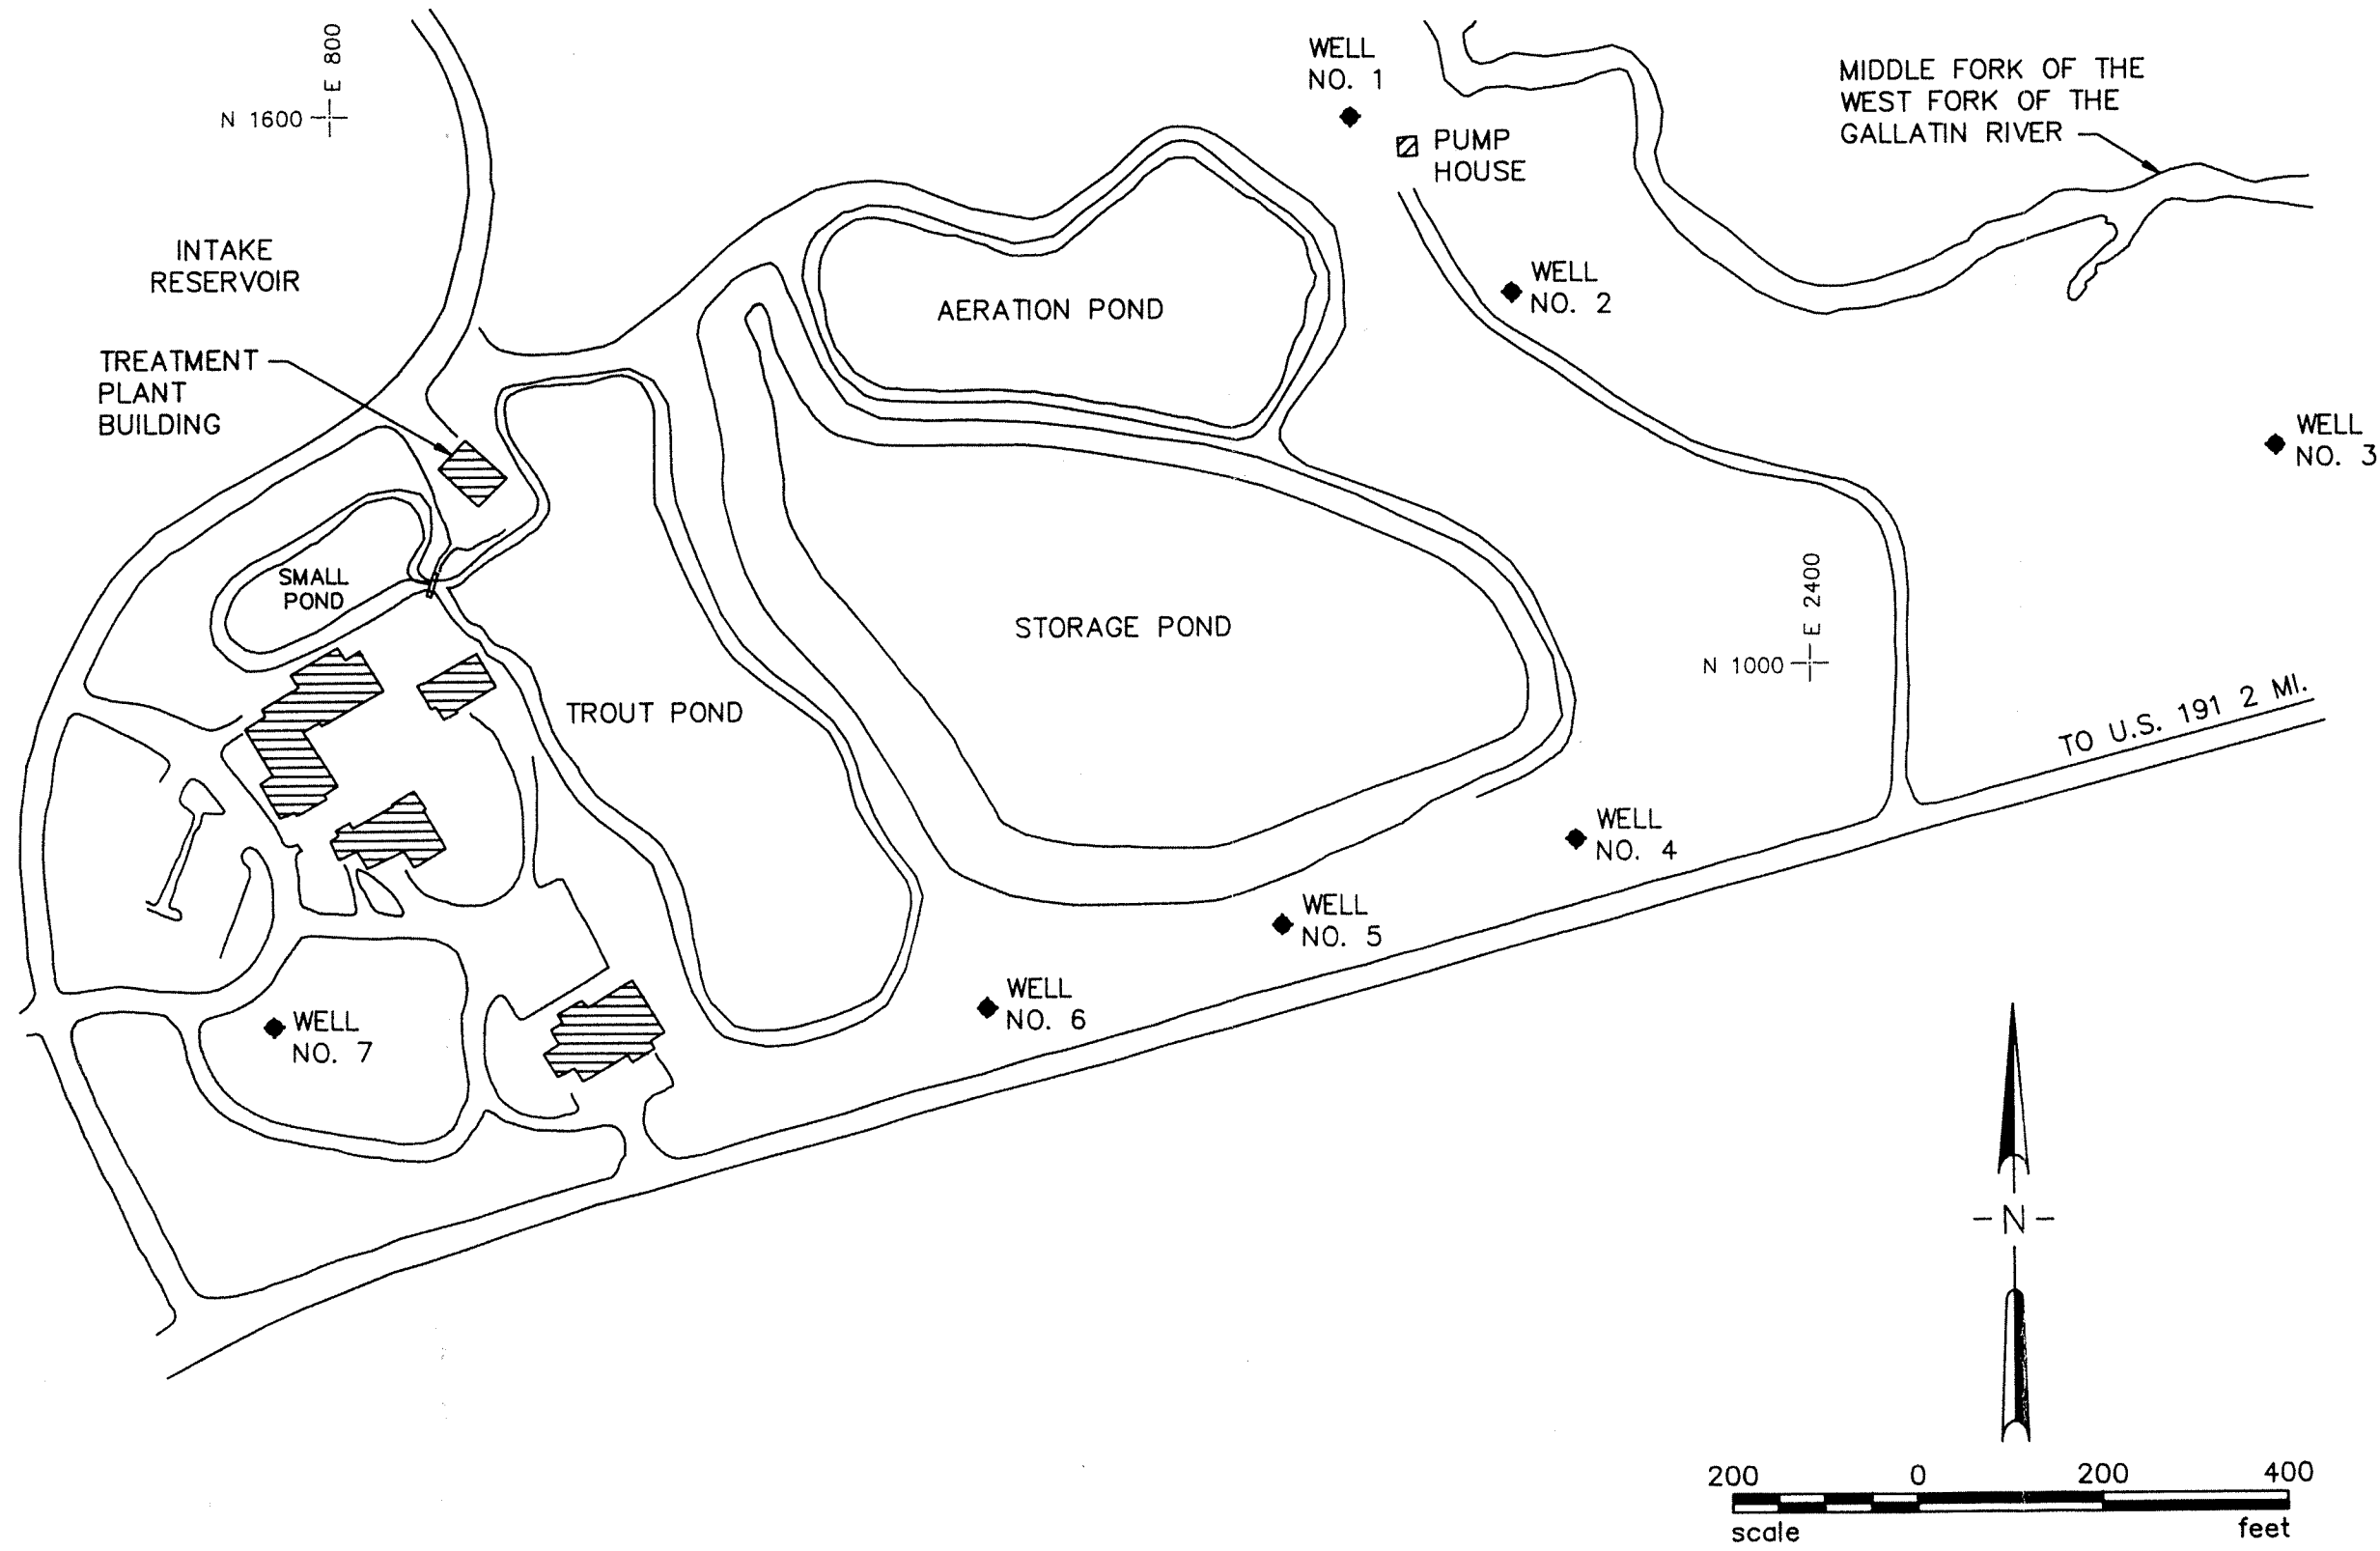 E 800
N 1600
WELL
NO. 1
MIDDLE FORK OF THE
WEST FORK OF THE
GALLATIN RIVER
PUMP
HOUSE
INTAKE
RESERVOIR
WELL
NO. 2
AERATION POND
TREATMENT
PLANT
BUILDING
WELL
NO. 3
SMALL
POND
STORAGE POND
E 2400
N 1000
TROUT POND
TO U.S. 191 2 MI.
WELL
NO. 4
WELL
NO. 5
WELL
NO. 6
WELL
NO. 7
- N -
200 0 200 400
scale feet